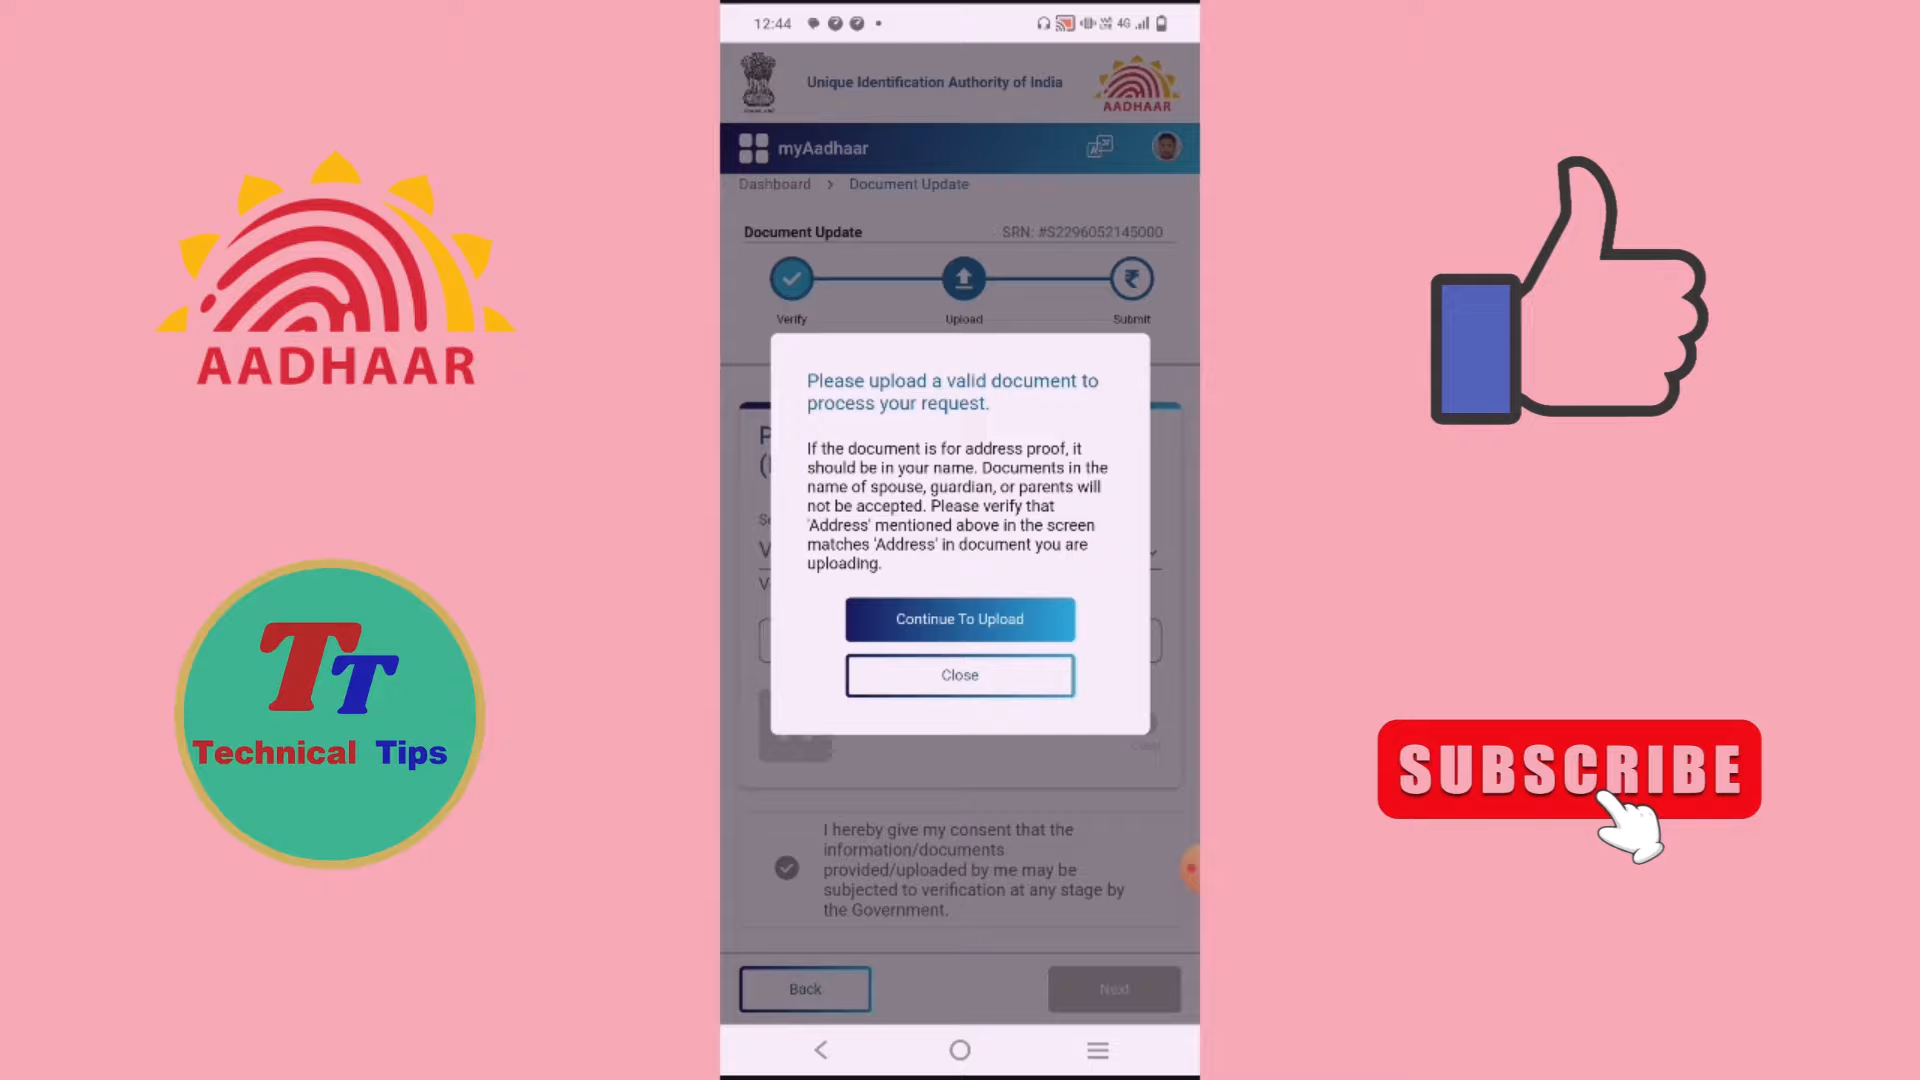 12:44
4G
Unique Identification Authority of India
AADHAAR
myAadhaar
Dashboard > Document Update
Document Update
SRN: #S2296052145000
Verify
Upload
Submit
Please upload a valid document to
process your request.
If the document is for address proof, it
should be in your name. Documents in the
name of spouse, guardian, or parents will
not be accepted. Please verify that
'Address' mentioned above in the screen
matches 'Address' in document you are
uploading.
Continue To Upload
Close
I hereby give my consent that the
information/documents
provided/uploaded by me may be
subjected to verification at any stage by
the Government.
Back
Next
AADHAAR
TT
Technical Tips
SUBSCRIBE